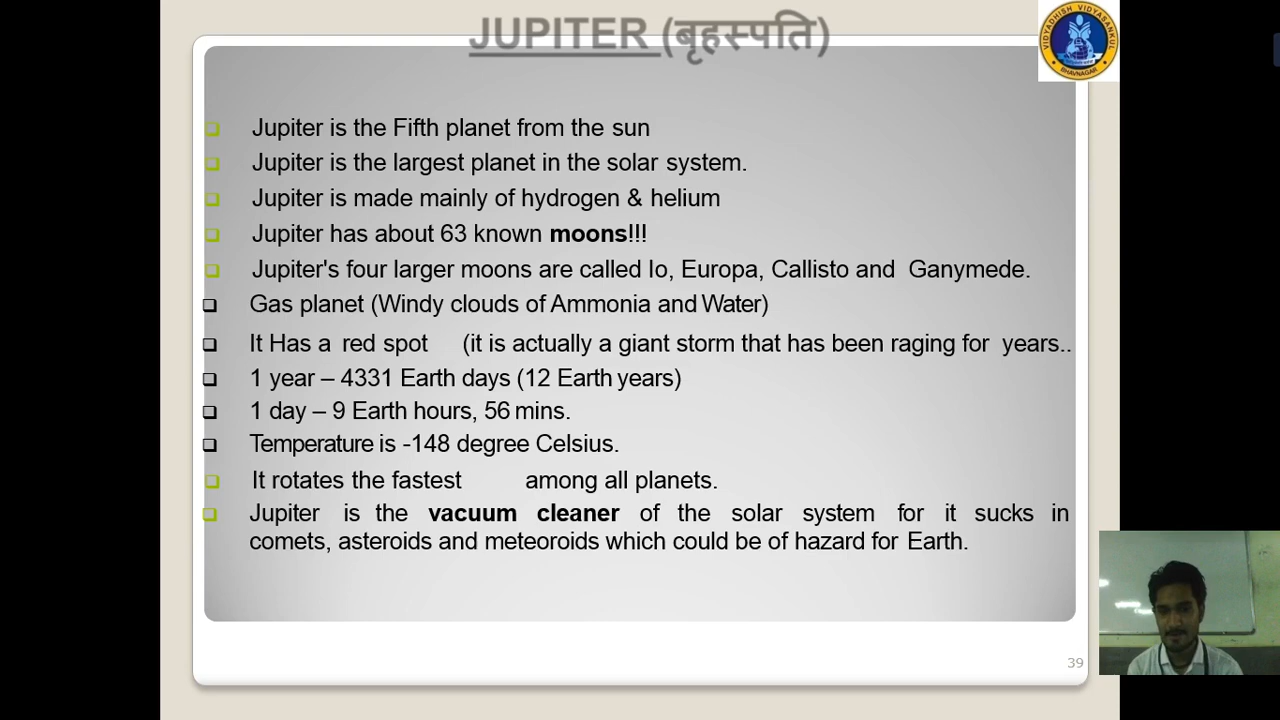 JUPITER (बृहस्पति)
VIDYADHISH VIDYASANKUL
BHAVNAGAR
Jupiter is the Fifth planet from the sun
Jupiter is the largest planet in the solar system.
Jupiter is made mainly of hydrogen & helium
Jupiter has about 63 known moons!!!
Jupiter's four larger moons are called Io, Europa, Callisto and Ganymede.
Gas planet (Windy clouds of Ammonia and Water)
It Has a red spot (it is actually a giant storm that has been raging for years..
1 year – 4331 Earth days (12 Earth years)
1 day – 9 Earth hours, 56 mins.
Temperature is -148 degree Celsius.
It rotates the fastest among all planets.
Jupiter is the vacuum cleaner of the solar system for it sucks in
comets, asteroids and meteoroids which could be of hazard for Earth.
39